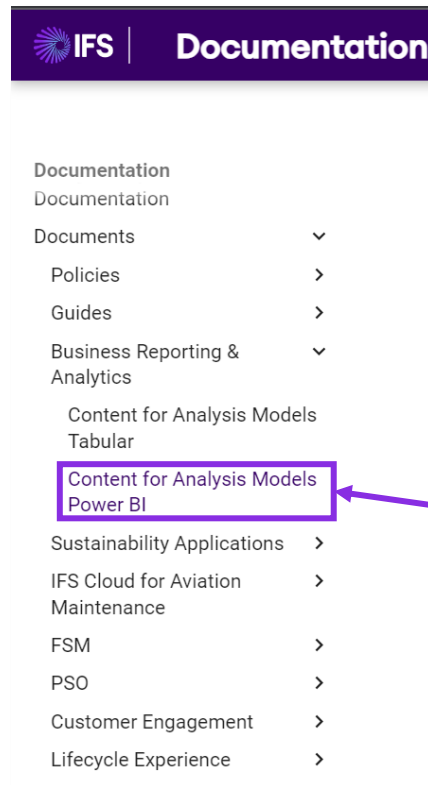 IFS
Documentation
Documentation
Documentation
Documents
Policies
Guides
Business Reporting &
Analytics
Content for Analysis Models
Tabular
Content for Analysis Models
Power BI
Sustainability Applications
IFS Cloud for Aviation
Maintenance
FSM
PSO
Customer Engagement
Lifecycle Experience